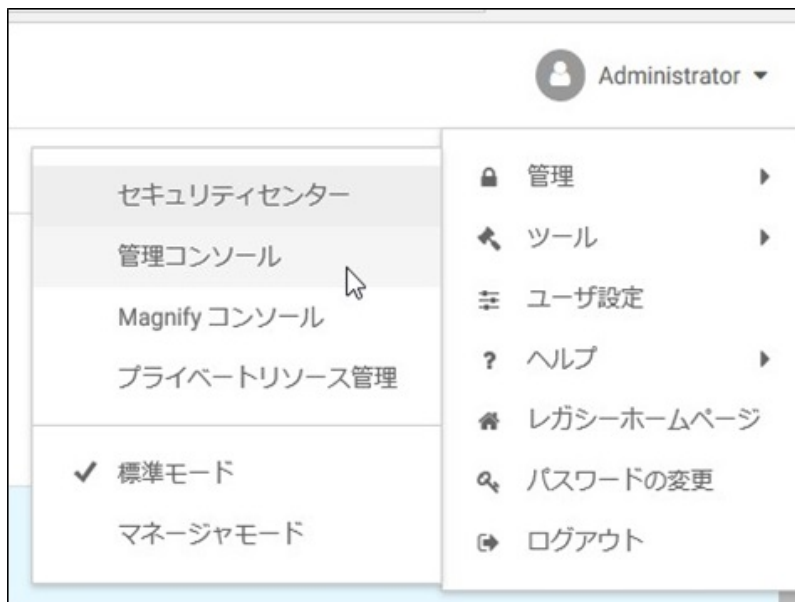 Administrator
管理
ツール
ユーザ設定
ヘルプ
レガシーホームページ
パスワードの変更
ログアウト
セキュリティセンター
管理コンソール
Magnify コンソール
プライベートリソース管理
標準モード
マネージャモード